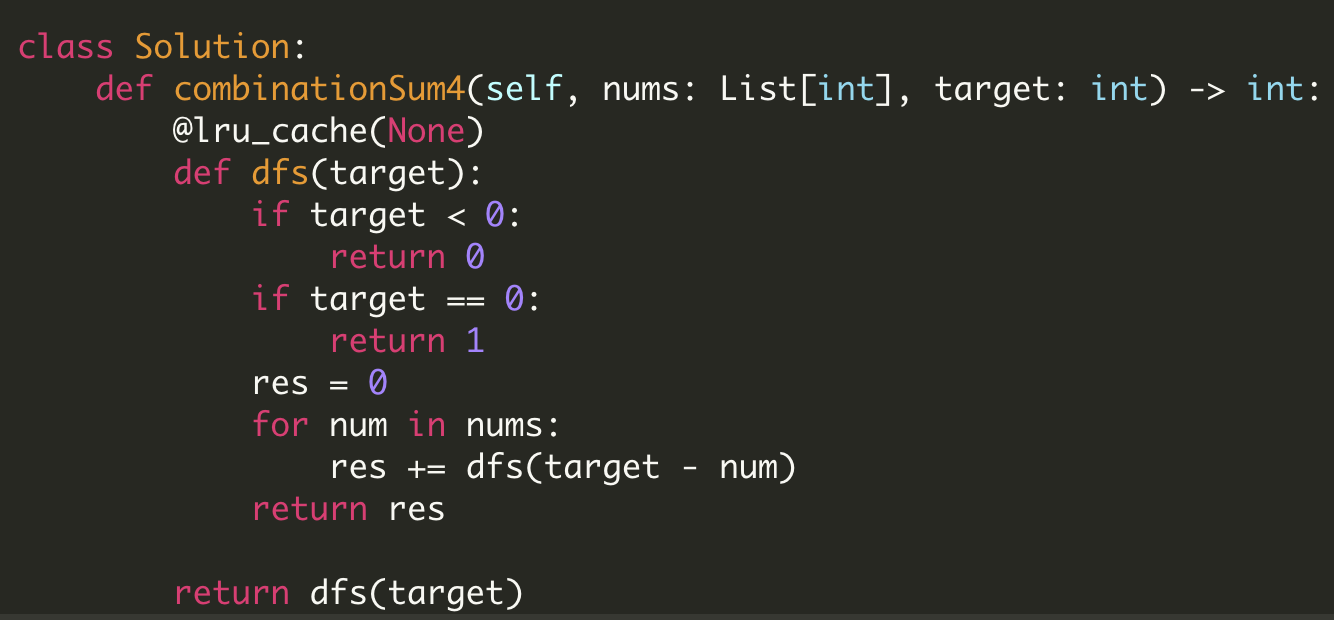 class Solution:
    def combinationSum4(self, nums: List[int], target: int) -> int:
        @lru_cache(None)
        def dfs(target):
            if target < 0:
                return 0
            if target == 0:
                return 1
            res = 0
            for num in nums:
                res += dfs(target - num)
            return res

        return dfs(target)